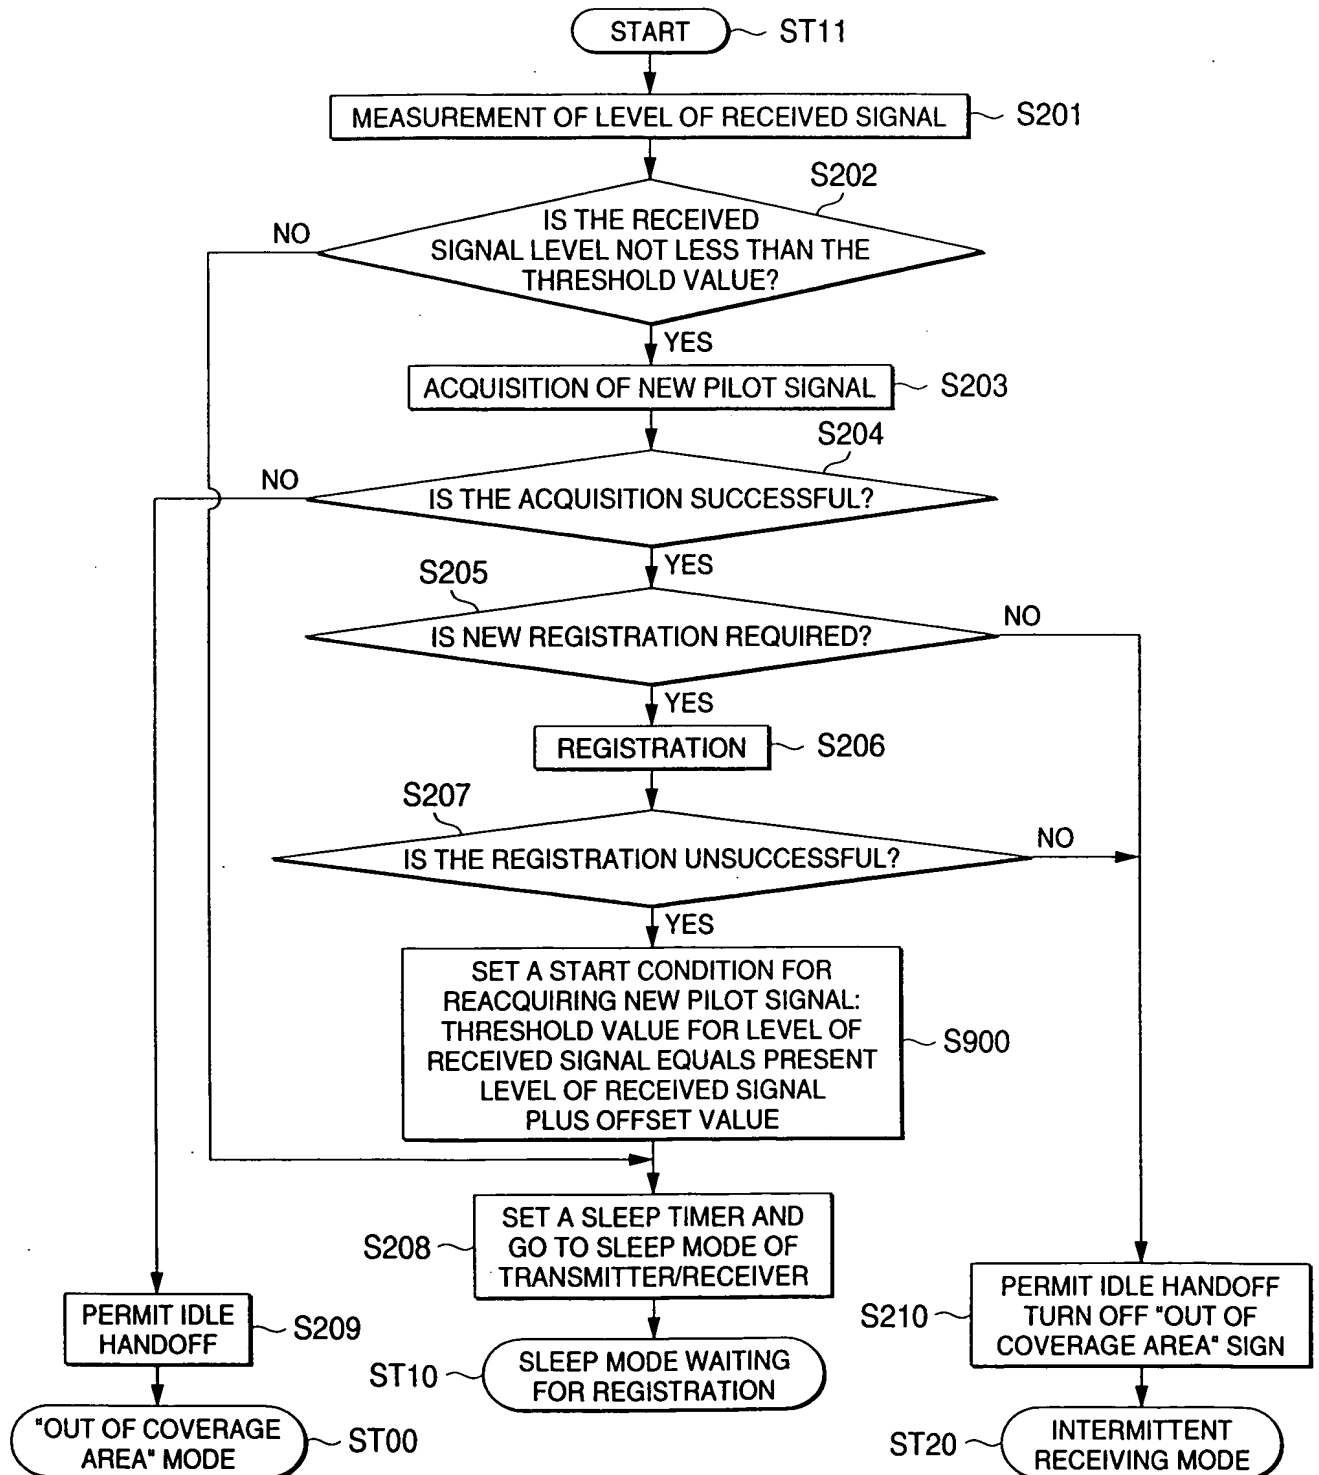 START
ST11
MEASUREMENT OF LEVEL OF RECEIVED SIGNAL
S201
S202
IS THE RECEIVED
SIGNAL LEVEL NOT LESS THAN THE
THRESHOLD VALUE?
NO
YES
ACQUISITION OF NEW PILOT SIGNAL
S203
S204
NO
IS THE ACQUISITION SUCCESSFUL?
YES
S205
IS NEW REGISTRATION REQUIRED?
NO
YES
REGISTRATION
S206
S207
IS THE REGISTRATION UNSUCCESSFUL?
NO
YES
SET A START CONDITION FOR
REACQUIRING NEW PILOT SIGNAL:
THRESHOLD VALUE FOR LEVEL OF
RECEIVED SIGNAL EQUALS PRESENT
LEVEL OF RECEIVED SIGNAL
PLUS OFFSET VALUE
S900
S208
SET A SLEEP TIMER AND
GO TO SLEEP MODE OF
TRANSMITTER/RECEIVER
PERMIT IDLE
HANDOFF
S209
S210
PERMIT IDLE HANDOFF
TURN OFF "OUT OF
COVERAGE AREA" SIGN
ST10
SLEEP MODE WAITING
FOR REGISTRATION
"OUT OF COVERAGE
AREA" MODE
ST00
ST20
INTERMITTENT
RECEIVING MODE